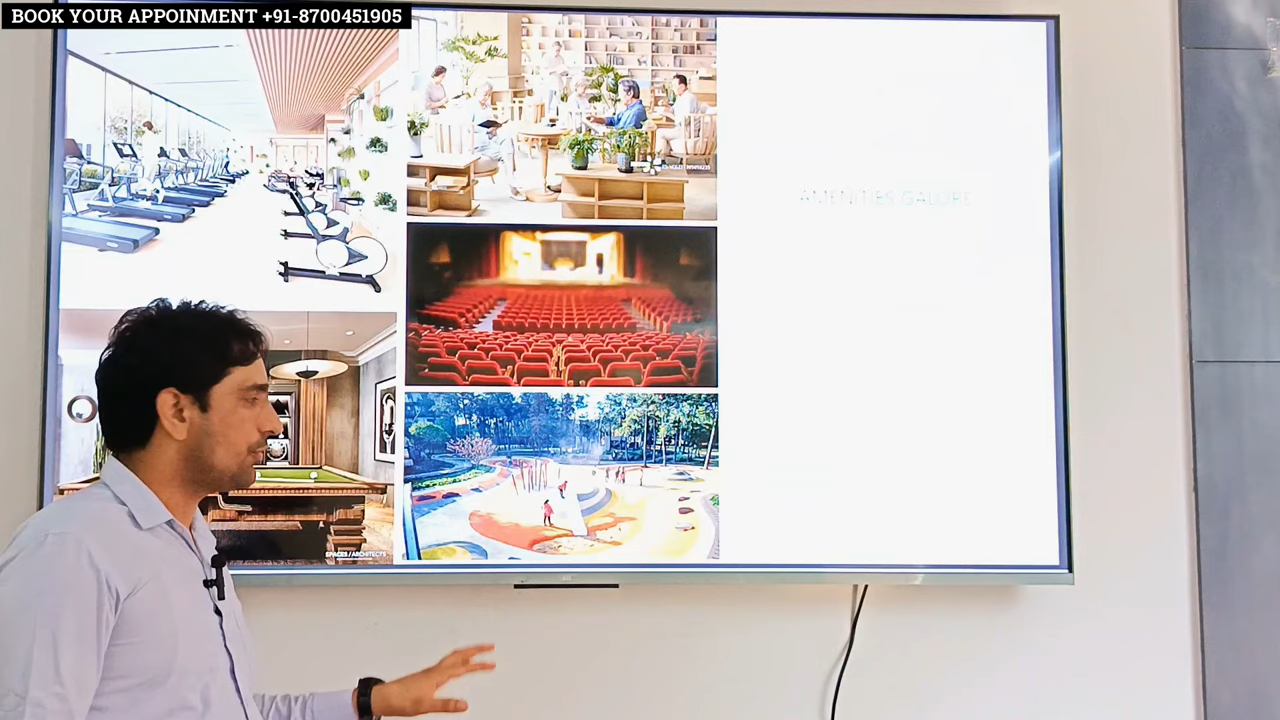 BOOK YOUR APPOINMENT +91-8700451905
AMENITIES GALORE
SPACES/ARCHITECTS